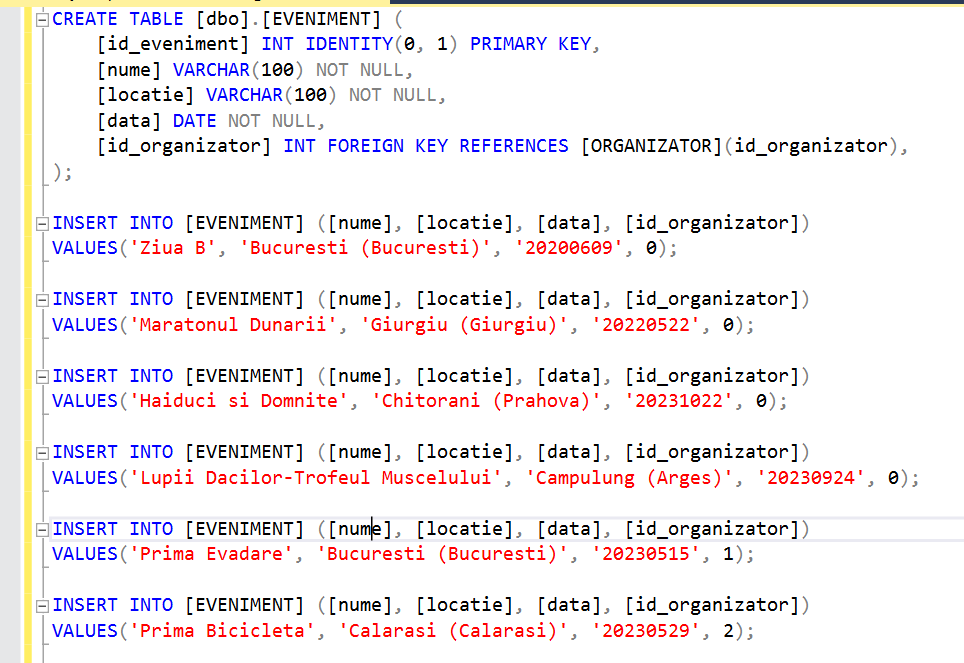 CREATE TABLE [dbo].[EVENIMENT] (
[id_eveniment] INT IDENTITY(0, 1) PRIMARY KEY,
[nume] VARCHAR(100) NOT NULL,
[locatie] VARCHAR(100) NOT NULL,
[data] DATE NOT NULL,
[id_organizator] INT FOREIGN KEY REFERENCES [ORGANIZATOR](id_organizator),
);
INSERT INTO [EVENIMENT] ([nume], [locatie], [data], [id_organizator])
VALUES('Ziua B', 'Bucuresti (Bucuresti)', '20200609', 0);
INSERT INTO [EVENIMENT] ([nume], [locatie], [data], [id_organizator])
VALUES('Maratonul Dunarii', 'Giurgiu (Giurgiu)', '20220522', 0);
INSERT INTO [EVENIMENT] ([nume], [locatie], [data], [id_organizator])
VALUES('Haiduci si Domnite', 'Chitorani (Prahova)', '20231022', 0);
INSERT INTO [EVENIMENT] ([nume], [locatie], [data], [id_organizator])
VALUES('Lupii Dacilor-Trofeul Muscelului', 'Campulung (Arges)', '20230924', 0);
INSERT INTO [EVENIMENT] ([nume], [locatie], [data], [id_organizator])
VALUES('Prima Evadare', 'Bucuresti (Bucuresti)', '20230515', 1);
INSERT INTO [EVENIMENT] ([nume], [locatie], [data], [id_organizator])
VALUES('Prima Bicicleta', 'Calarasi (Calarasi)', '20230529', 2);